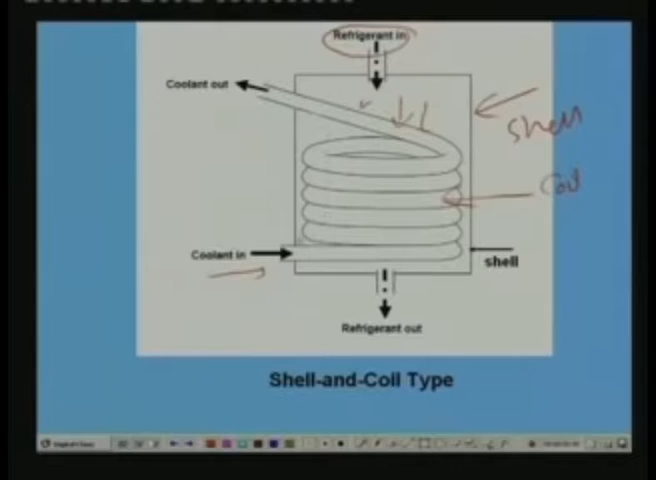 Refrigerant in
Coolant out
shell
Coil
Coolant in
shell
Refrigerant out
Shell-and-Coil Type